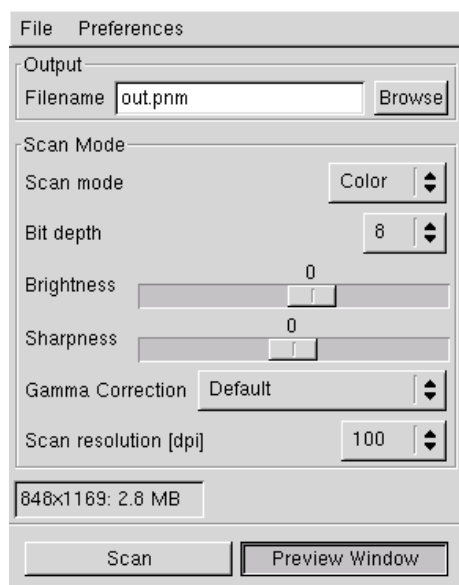 File Preferences
Output
Filename out.pnm Browse
Scan Mode
Scan mode Color
Bit depth 8
0
Brightness
0
Sharpness
Gamma Correction Default
Scan resolution [dpi] 100
848x1169: 2.8 MB
Scan Preview Window